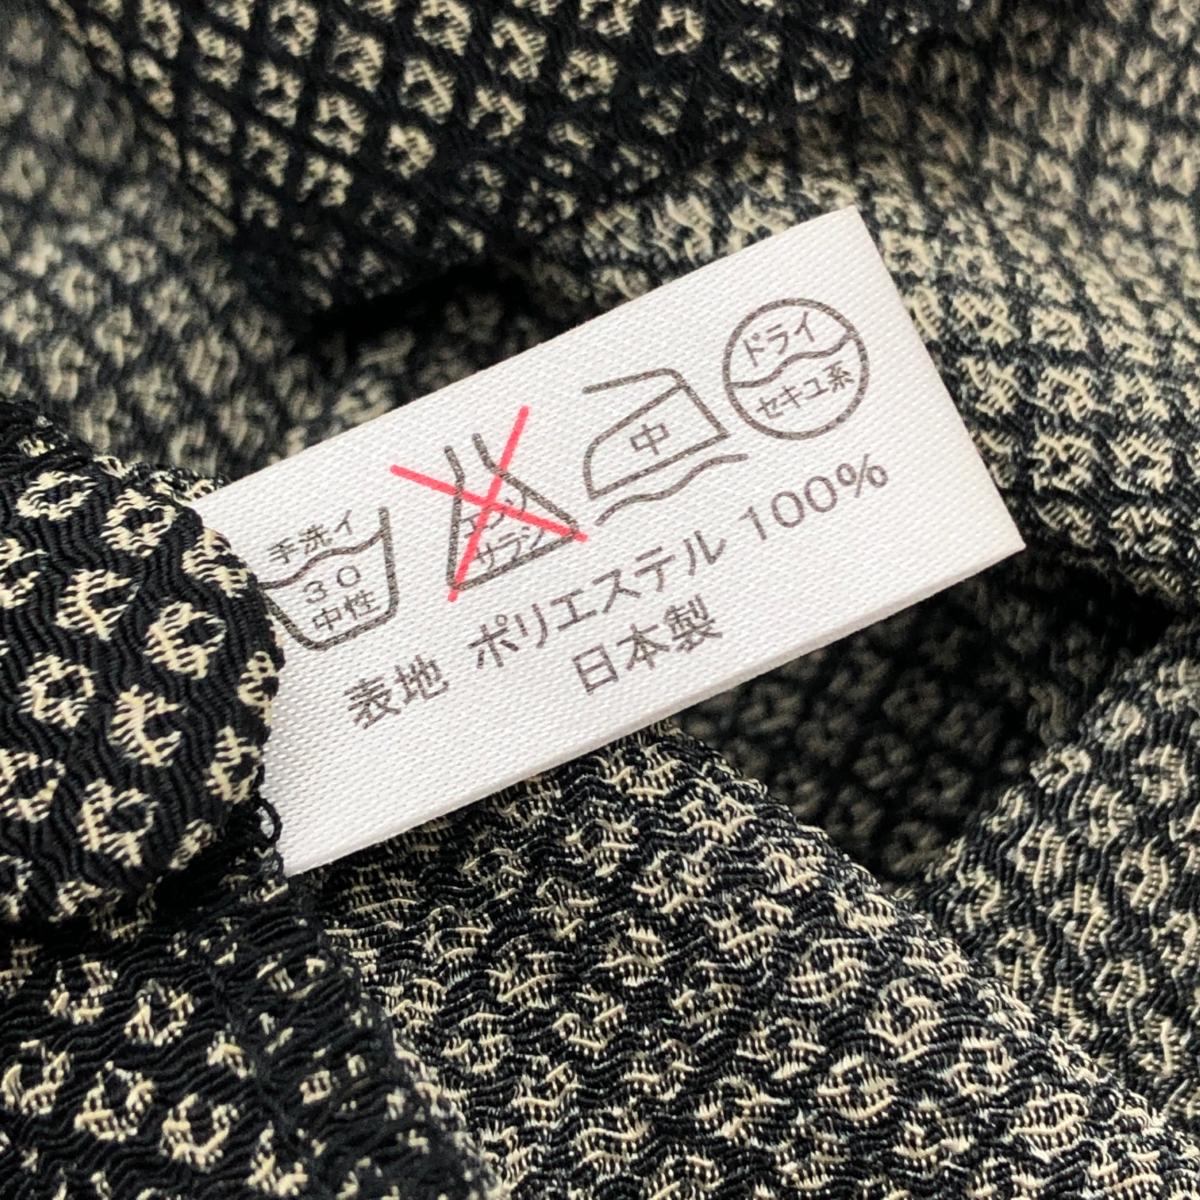 手洗イ
30
中性
エンソ
サラシ
中
ドライ
セキユ系
表地 ポリエステル 100%
日本製